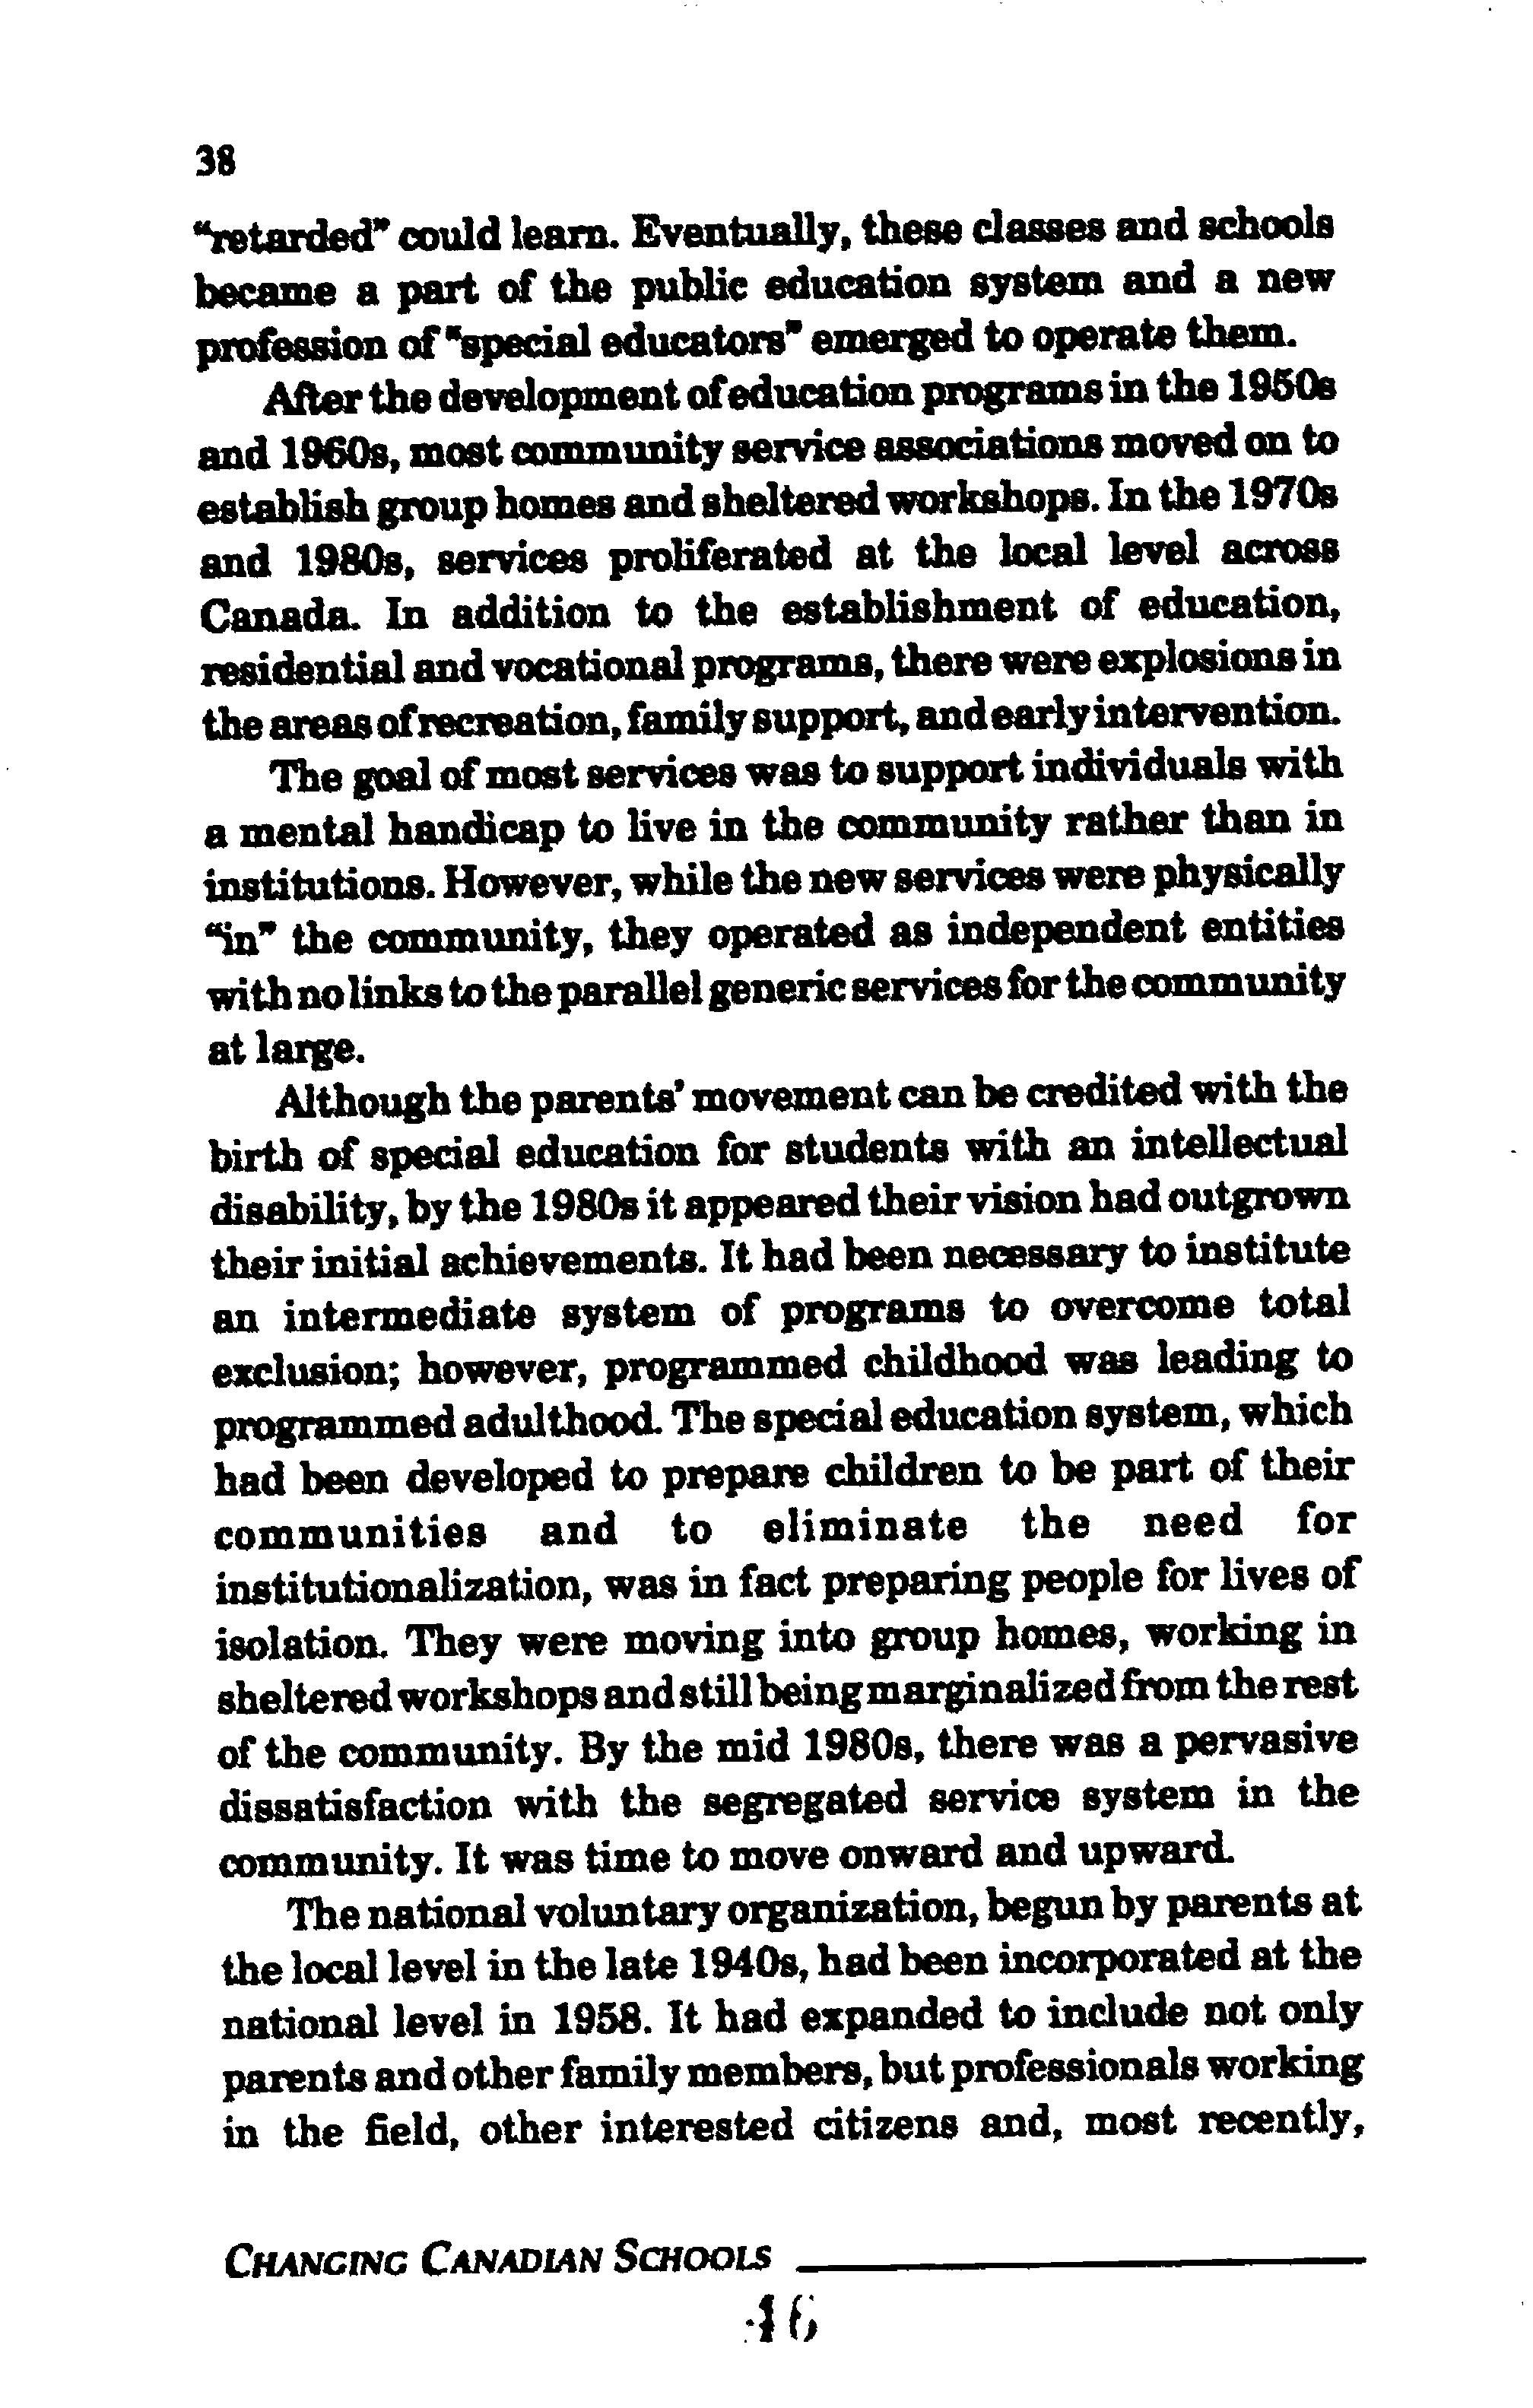 38
“retarded” could learn. Eventually, these classes and schools
became a part of the public education system and a new
profession of “special educators” emerged to operate them.
After the development of education programs in the 1950s
and 1960s, most community service associations moved on to
establish group homes and sheltered workshops. In the 1970s
and 1980s, services proliferated at the local level across
Canada. In addition to the establishment of education,
residential and vocational programs, there were explosions in
the areas of recreation, family support, and early intervention.
The goal of most services was to support individuals with
a mental handicap to live in the community rather than in
institutions. However, while the new services were physically
“in” the community, they operated as independent entities
with no links to the parallel generic services for the community
at large.
Although the parents’ movement can be credited with the
birth of special education for students with an intellectual
disability, by the 1980s it appeared their vision had outgrown
their initial achievements. It had been necessary to institute
an intermediate system of programs to overcome total
exclusion; however, programmed childhood was leading to
programmed adulthood. The special education system, which
had been developed to prepare children to be part of their
communities and to eliminate the need for
institutionalization, was in fact preparing people for lives of
isolation. They were moving into group homes, working in
sheltered workshops and still being marginalized from the rest
of the community. By the mid 1980s, there was a pervasive
dissatisfaction with the segregated service system in the
community. It was time to move onward and upward.
The national voluntary organization, begun by parents at
the local level in the late 1940s, had been incorporated at the
national level in 1958. It had expanded to include not only
parents and other family members, but professionals working
in the field, other interested citizens and, most recently,
CHANGING CANADIAN SCHOOLS
46